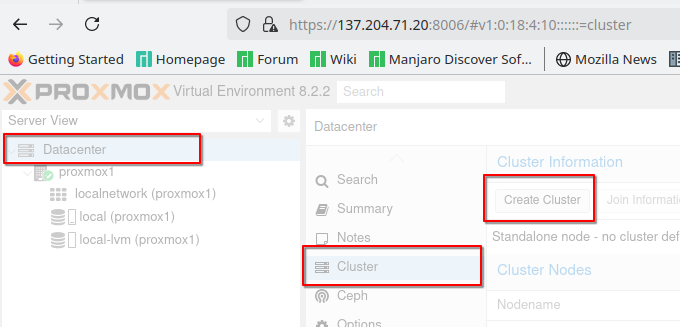 https://137.204.71.20:8006/#v1:0:18:4:10::::::=cluster
Getting Started Homepage Forum Wiki Manjaro Discover Sof... Mozilla News
PROXMOX Virtual Environment 8.2.2 Search
Server View
Datacenter
proxmox1
localnetwork (proxmox1)
local (proxmox1)
local-lvm (proxmox1)
Datacenter
Search
Summary
Notes
Cluster
Ceph
Options
Cluster Information
Create Cluster Join Informatio
Standalone node - no cluster def
Cluster Nodes
Nodename